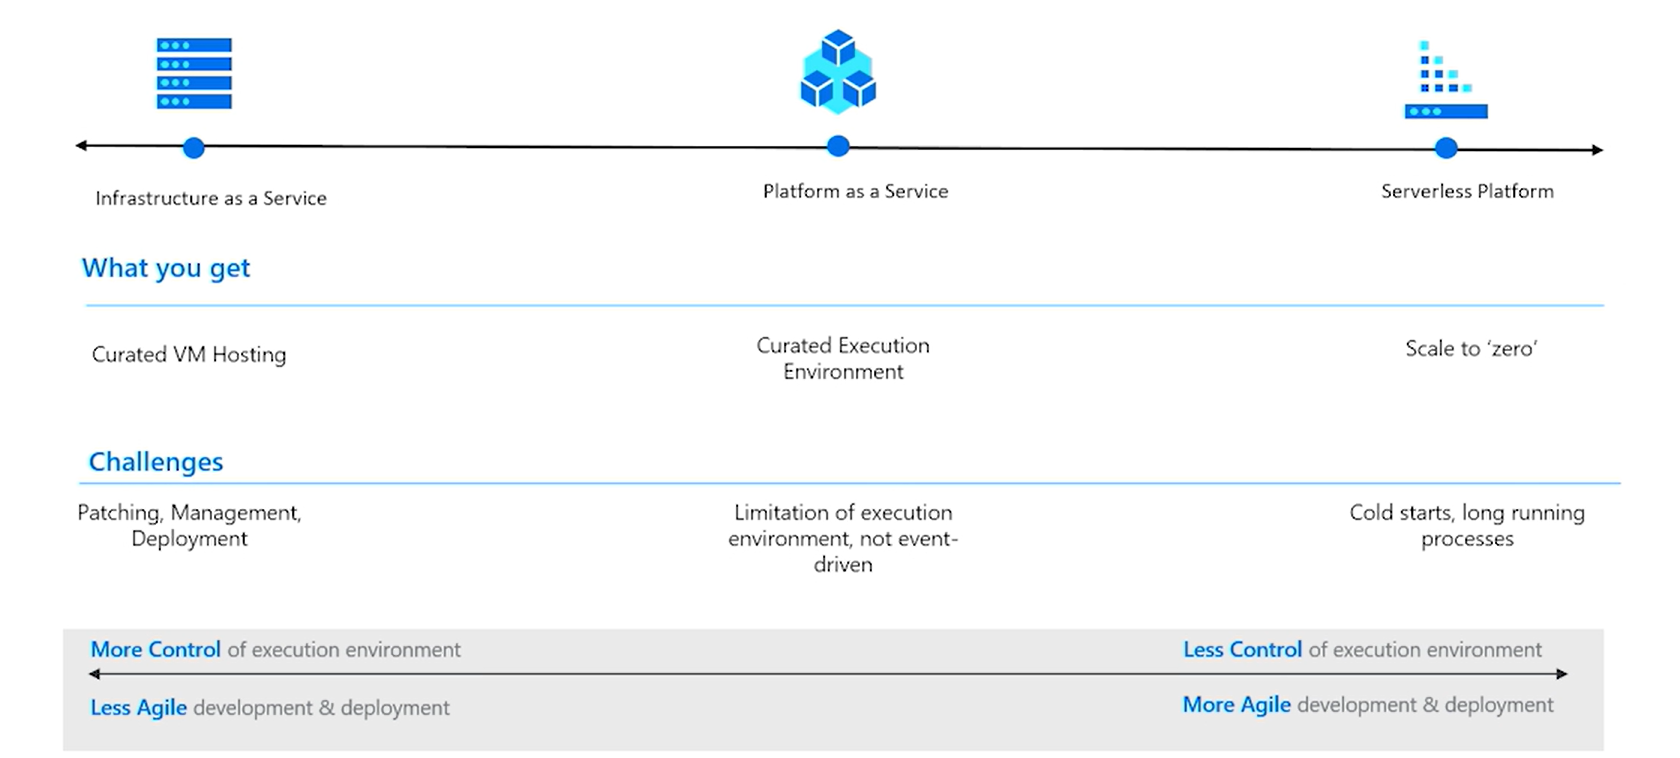 Infrastructure as a Service
Platform as a Service
Serverless Platform
What you get
Curated VM Hosting
Curated Execution
Environment
Scale to ‘zero’
Challenges
Patching, Management,
Deployment
Limitation of execution
environment, not event-
driven
Cold starts, long running
processes
More Control of execution environment
Less Control of execution environment
Less Agile development & deployment
More Agile development & deployment